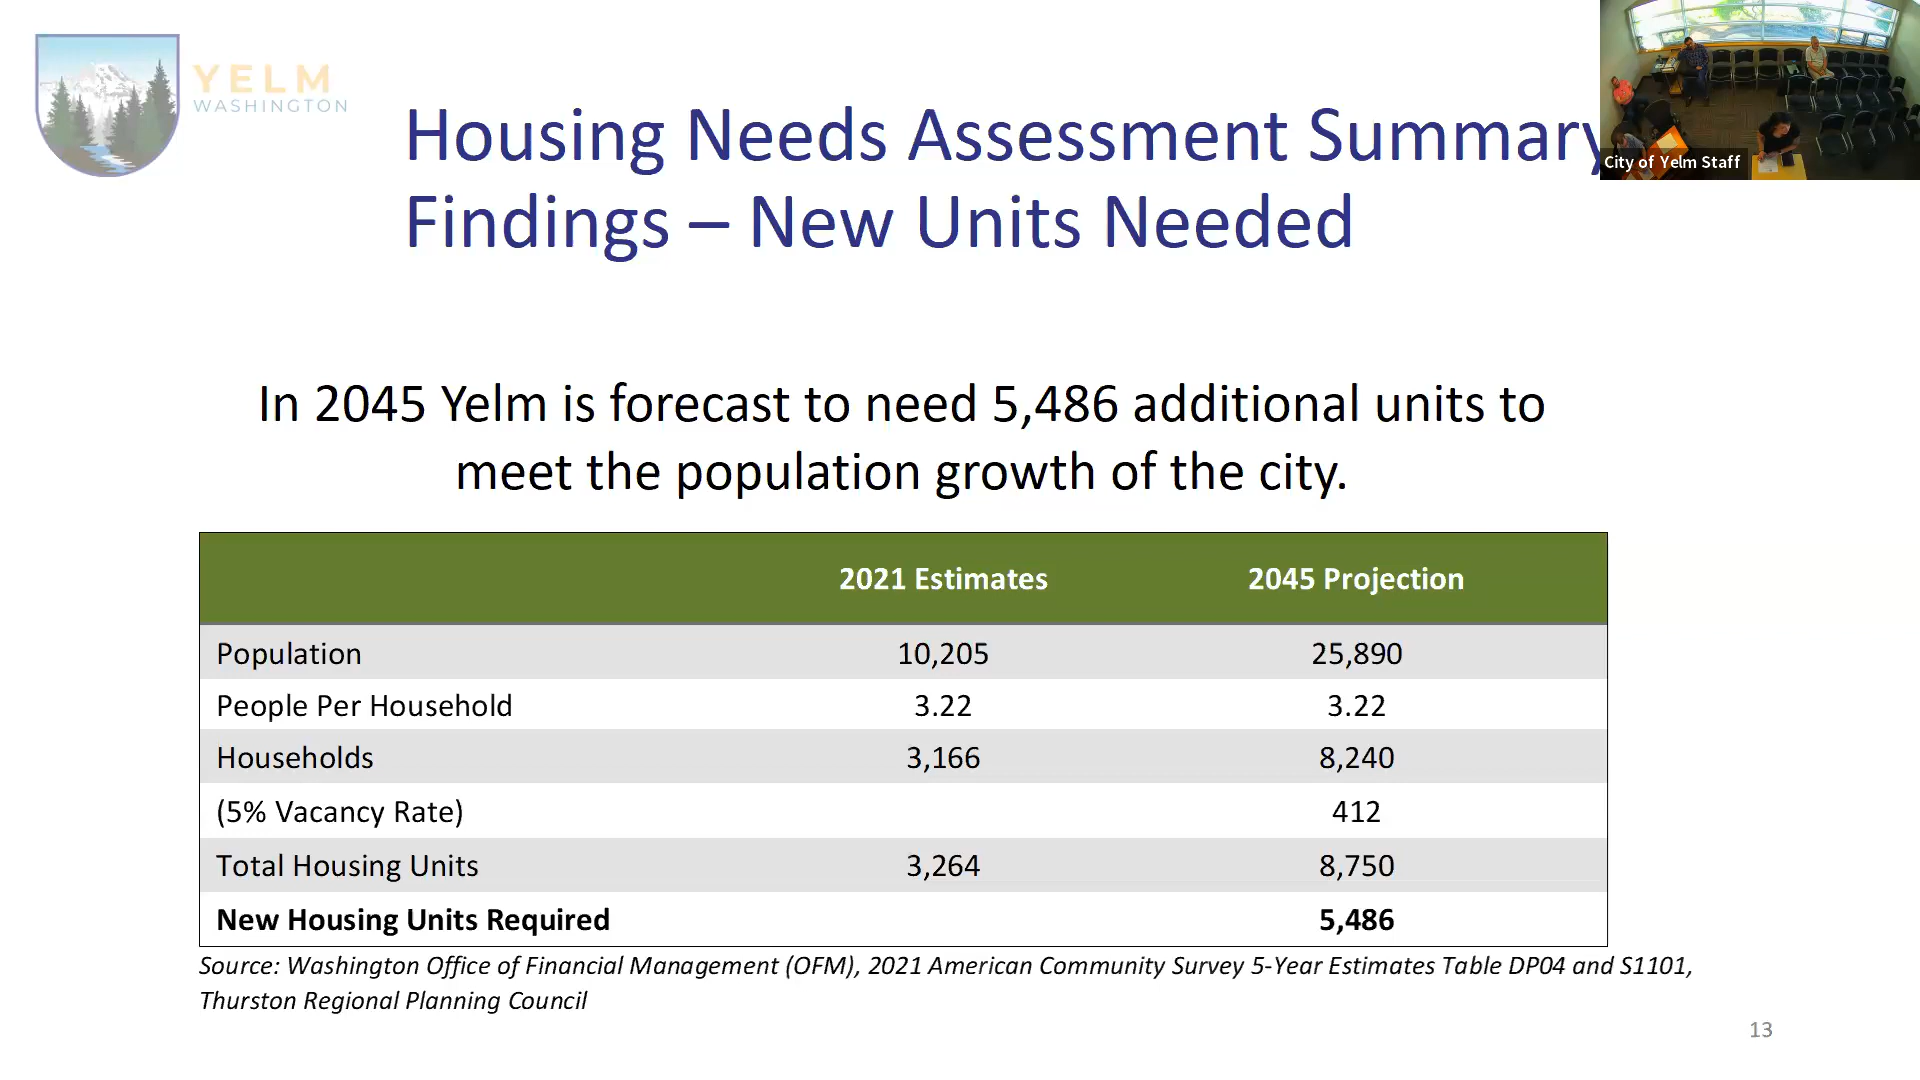 YELM
WASHINGTON
Housing Needs Assessment Summary
Findings – New Units Needed
City of Yelm Staff
In 2045 Yelm is forecast to need 5,486 additional units to
meet the population growth of the city.
2021 Estimates 2045 Projection
Population 10,205 25,890
People Per Household 3.22 3.22
Households 3,166 8,240
(5% Vacancy Rate) 412
Total Housing Units 3,264 8,750
New Housing Units Required 5,486
Source: Washington Office of Financial Management (OFM), 2021 American Community Survey 5-Year Estimates Table DP04 and S1101,
Thurston Regional Planning Council
13